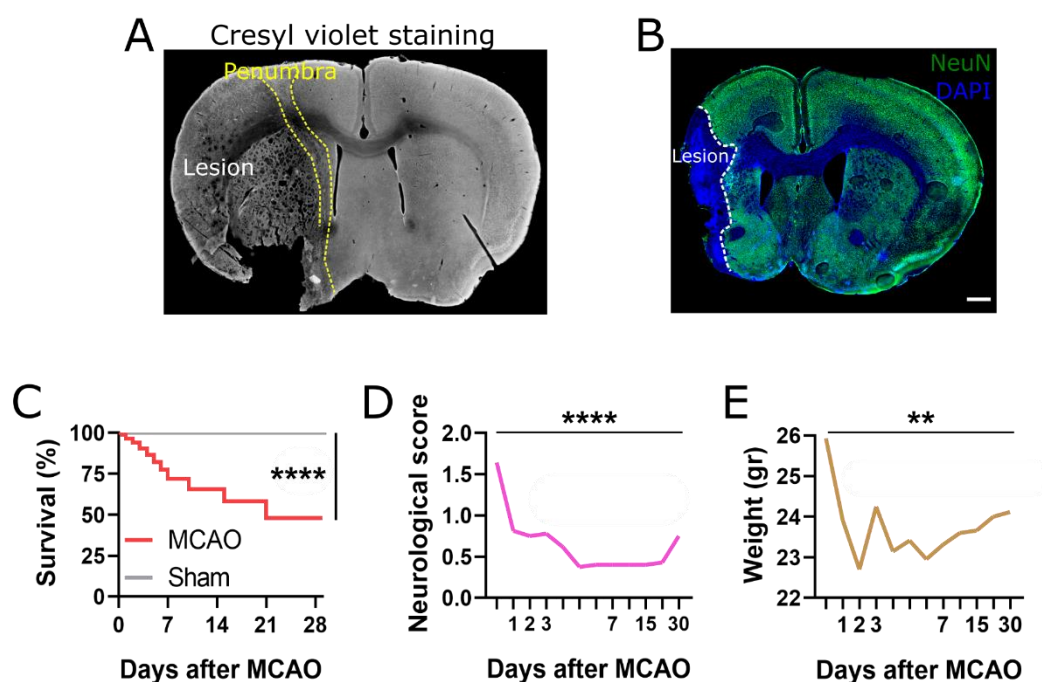 A
Cresyl violet staining
Penumbra
Lesion
B
NeuN
DAPI
Lesion
C
Survival (%)
100
75
50
25
0
****
MCAO
Sham
0 7 14 21 28
Days after MCAO
D
Neurological score
2.0
1.5
1.0
0.5
0.0
****
1 2 3 7 15 30
Days after MCAO
E
Weight (gr)
26
25
24
23
22
**
1 2 3 7 15 30
Days after MCAO